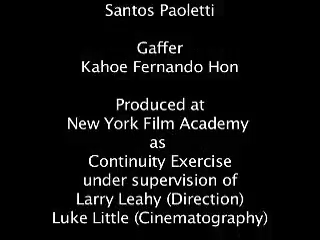 Santos Paoletti
Gaffer
Kahoe Fernando Hon
Produced at
New York Film Academy
as
Continuity Exercise
under supervision of
Larry Leahy (Direction)
Luke Little (Cinematography)